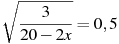 √(3/(20 − 2x)) = 0,5